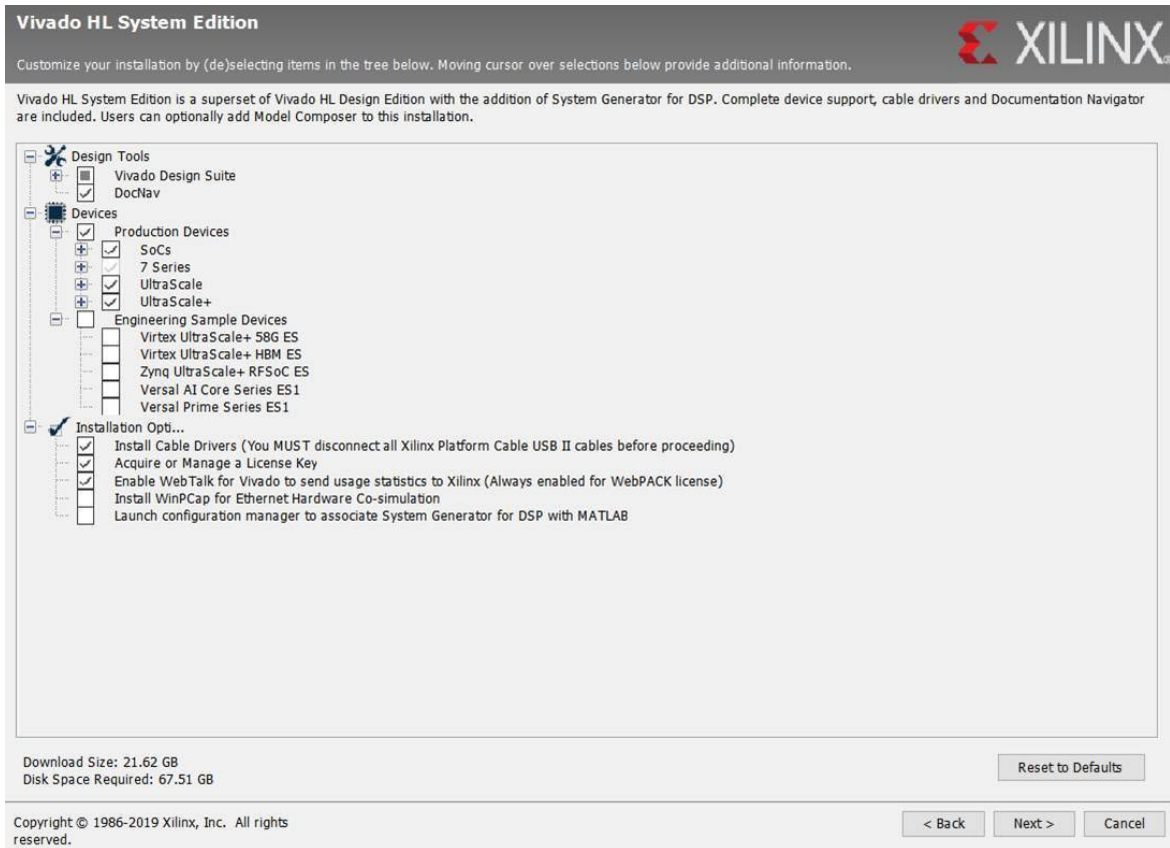 Vivado HL System Edition
XILINX
Customize your installation by (de)selecting items in the tree below. Moving cursor over selections below provide additional information.
Vivado HL System Edition is a superset of Vivado HL Design Edition with the addition of System Generator for DSP. Complete device support, cable drivers and Documentation Navigator
are included. Users can optionally add Model Composer to this installation.
Design Tools
Vivado Design Suite
DocNav
Devices
Production Devices
SoCs
7 Series
UltraScale
UltraScale+
Engineering Sample Devices
Virtex UltraScale+ 58G ES
Virtex UltraScale+ HBM ES
Zynq UltraScale+ RFSoC ES
Versal AI Core Series ES1
Versal Prime Series ES1
Installation Opti...
Install Cable Drivers (You MUST disconnect all Xilinx Platform Cable USB II cables before proceeding)
Acquire or Manage a License Key
Enable WebTalk for Vivado to send usage statistics to Xilinx (Always enabled for WebPACK license)
Install WinPCap for Ethernet Hardware Co-simulation
Launch configuration manager to associate System Generator for DSP with MATLAB
Download Size: 21.62 GB
Disk Space Required: 67.51 GB
Reset to Defaults
Copyright © 1986-2019 Xilinx, Inc. All rights
reserved.
< Back
Next >
Cancel